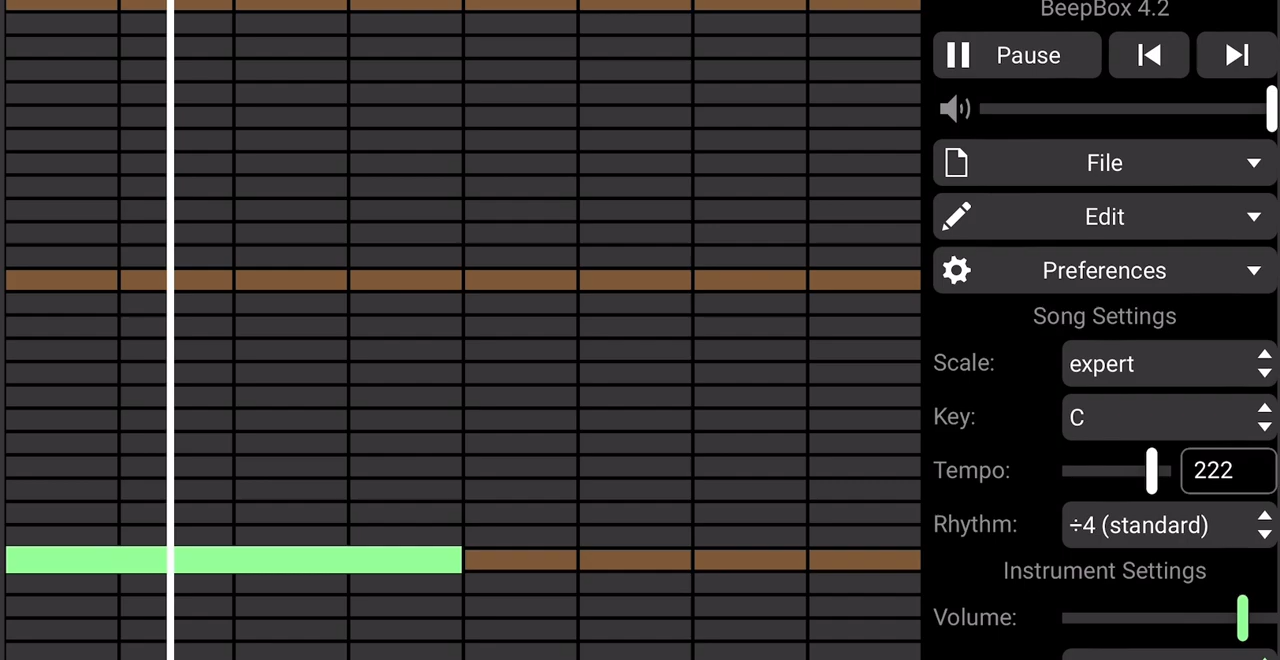 BeepBox 4.2
Pause
File
Edit
Preferences
Song Settings
Scale: expert
Key: C
Tempo: 222
Rhythm: ÷4 (standard)
Instrument Settings
Volume: